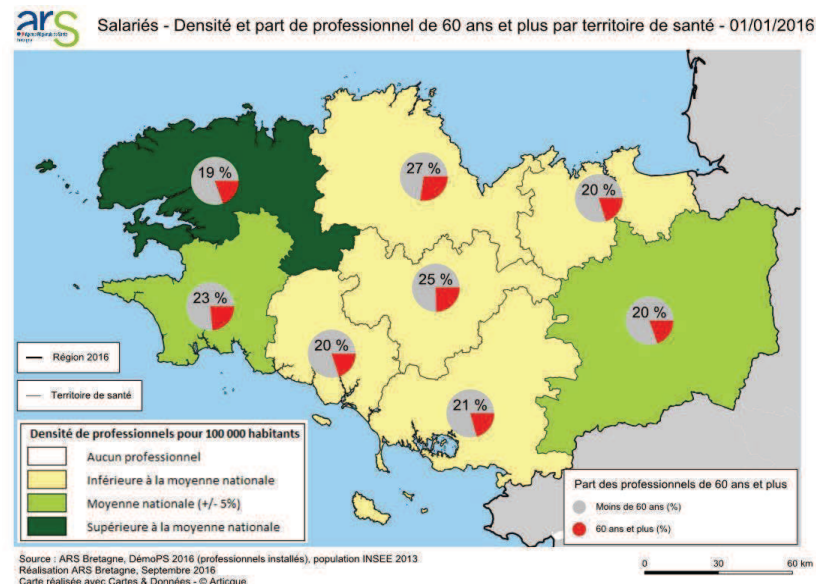 ars
Salariés - Densité et part de professionnel de 60 ans et plus par territoire de santé - 01/01/2016
19 %
27 %
20 %
25 %
23 %
20 %
20 %
21 %
Région 2016
Territoire de santé
Densité de professionnels pour 100 000 habitants
Aucun professionnel
Inférieure à la moyenne nationale
Moyenne nationale (+/- 5%)
Supérieure à la moyenne nationale
Part des professionnels de 60 ans et plus
Moins de 60 ans (%)
60 ans et plus (%)
0 30 60 km
Source : ARS Bretagne, DémoPS 2016 (professionnels installés), population INSEE 2013
Réalisation ARS Bretagne, Septembre 2016
Carte réalisée avec Cartes & Données - © Articque